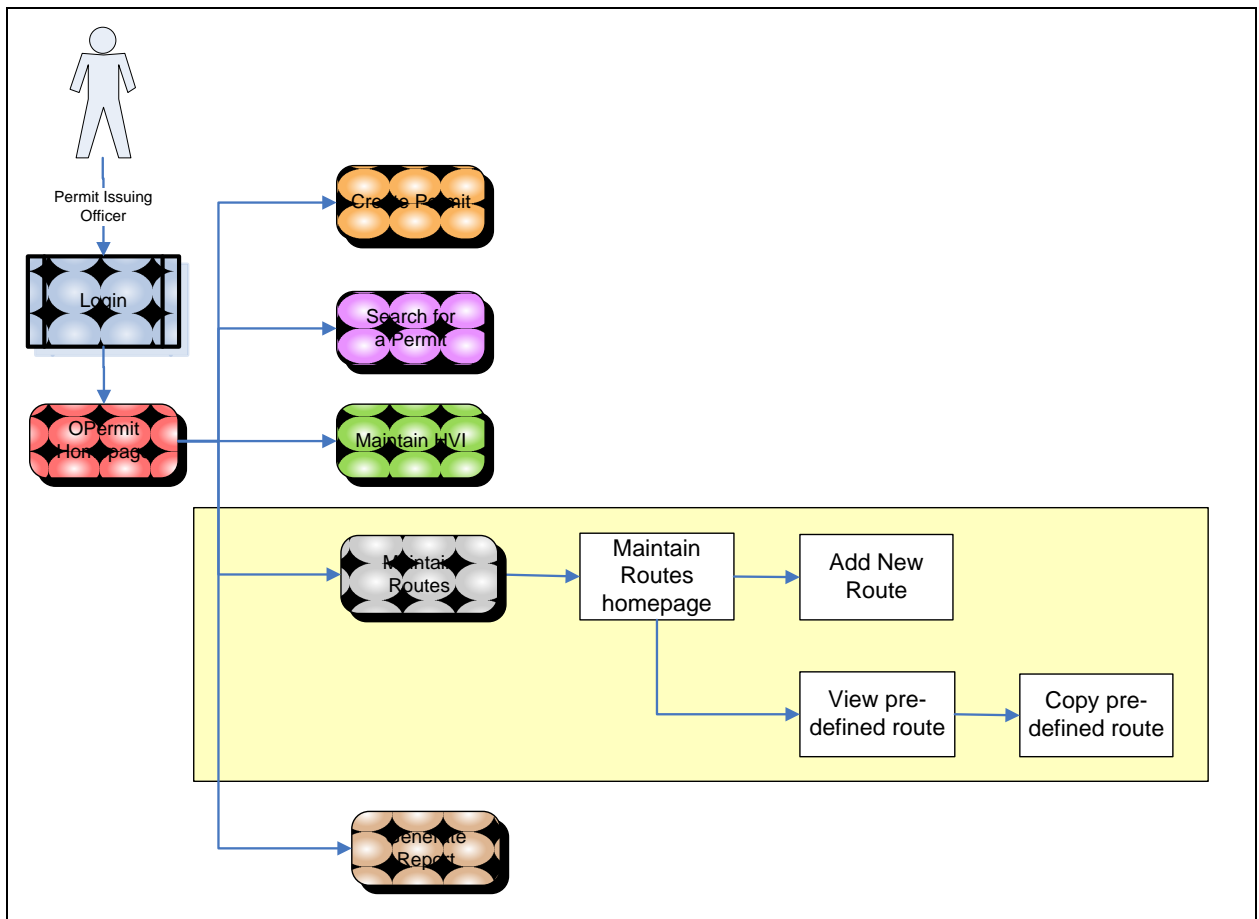 Permit Issuing
Officer
Login
OPermit
Homepage
Create Permit
Search for
a Permit
Maintain HVI
Maintain
Routes
Maintain
Routes
homepage
Add New
Route
View pre-
defined route
Copy pre-
defined route
Generate
Report